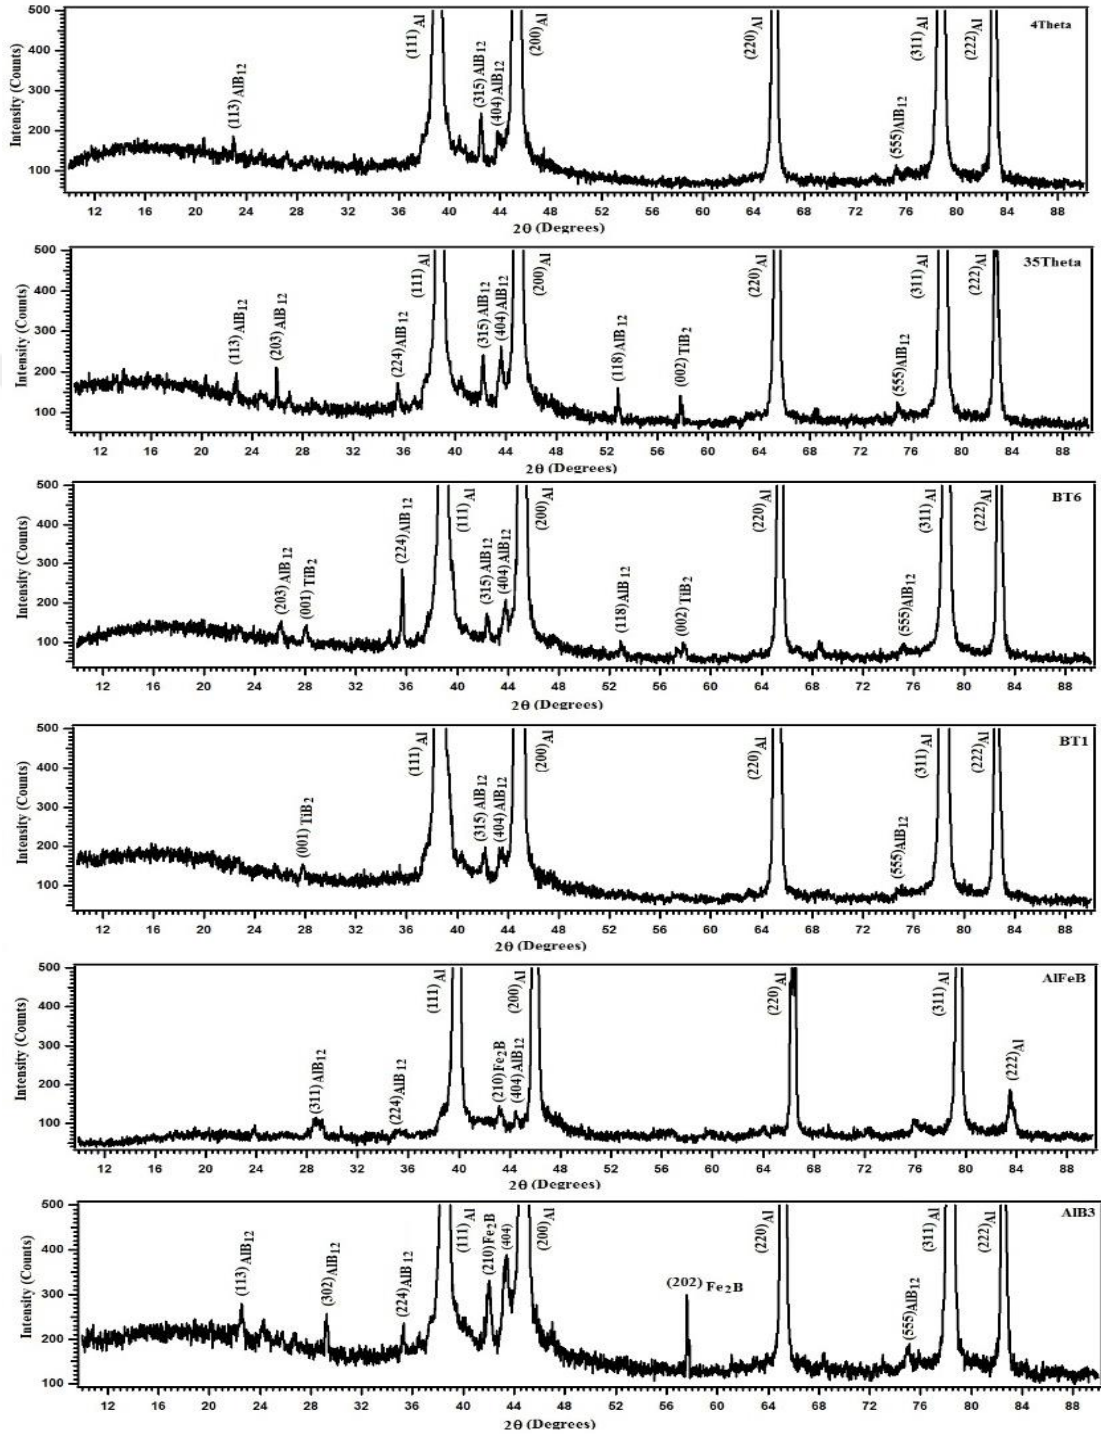 4Theta
Intensity (Counts)
500
400
300
200
100
(113)AlB12
(111)Al
(315)AlB12
(404)AlB12
(200)Al
(220)Al
(555)AlB12
(311)Al
(222)Al
12 16 20 24 28 32 36 40 44 48 52 56 60 64 68 72 76 80 84 88
2θ (Degrees)
35Theta
Intensity (Counts)
500
400
300
200
100
(113)AlB12
(203)AlB12
(224)AlB12
(111)Al
(315)AlB12
(404)AlB12
(200)Al
(118)AlB12
(002)TiB2
(220)Al
(555)AlB12
(311)Al
(222)Al
12 16 20 24 28 32 36 40 44 48 52 56 60 64 68 72 76 80 84 88
2θ (Degrees)
BT6
Intensity (Counts)
500
400
300
200
100
(203)AlB12
(001)TiB2
(224)AlB12
(111)Al
(315)AlB12
(404)AlB12
(200)Al
(118)AlB12
(002)TiB2
(220)Al
(555)AlB12
(311)Al
(222)Al
12 16 20 24 28 32 36 40 44 48 52 56 60 64 68 72 76 80 84 88
2θ (Degrees)
BT1
Intensity (Counts)
500
400
300
200
100
(001)TiB2
(111)Al
(315)AlB12
(404)AlB12
(200)Al
(220)Al
(555)AlB12
(311)Al
(222)Al
12 16 20 24 28 32 36 40 44 48 52 56 60 64 68 72 76 80 84 88
2θ (Degrees)
AlFeB
Intensity (Counts)
500
400
300
200
100
(311)AlB12
(224)AlB12
(111)Al
(210)Fe2B
(404)AlB12
(200)Al
(220)Al
(311)Al
(222)Al
12 16 20 24 28 32 36 40 44 48 52 56 60 64 68 72 76 80 84 88
2θ (Degrees)
AlB3
Intensity (Counts)
500
400
300
200
100
(113)AlB12
(302)AlB12
(224)AlB12
(111)Al
(210)Fe2B
(404)
(200)Al
(202)Fe2B
(220)Al
(555)AlB12
(311)Al
(222)Al
12 16 20 24 28 32 36 40 44 48 52 56 60 64 68 72 76 80 84 88
2θ (Degrees)